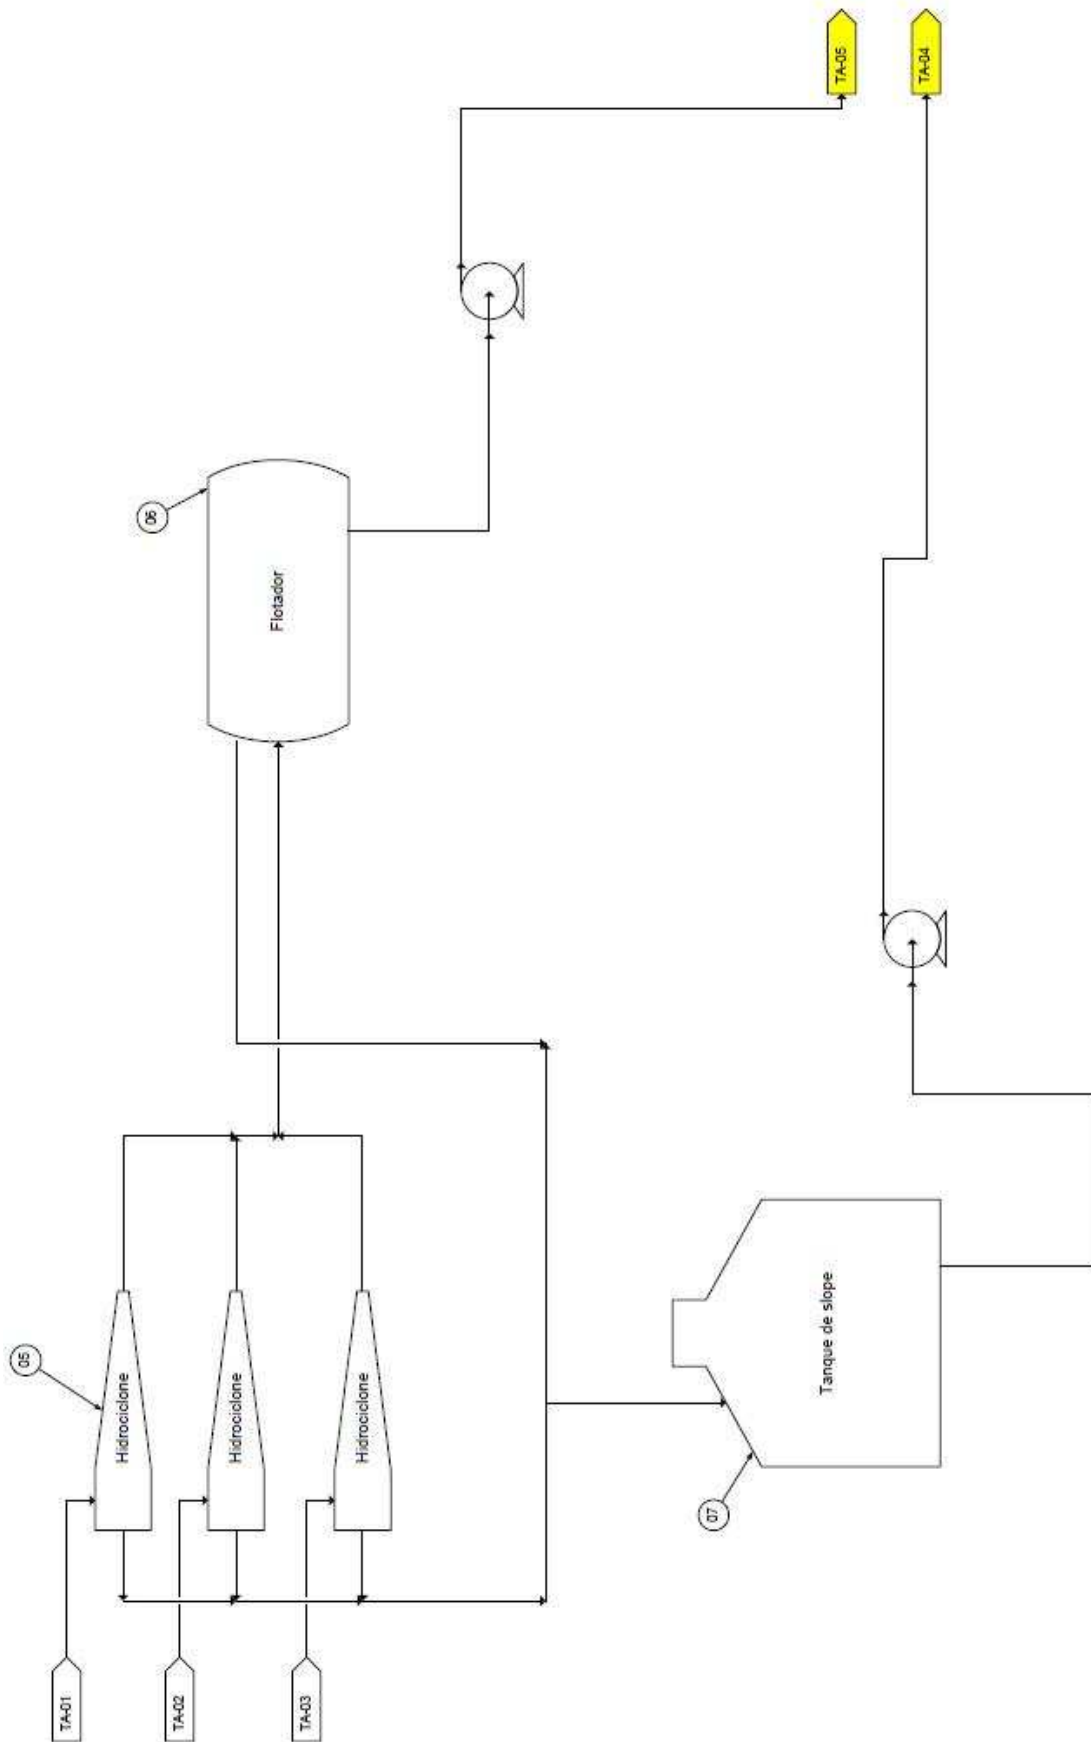 TA-01
TA-02
TA-03
05
Hidrociclone
Hidrociclone
Hidrociclone
06
Flotador
07
Tanque de slope
TA-05
TA-04